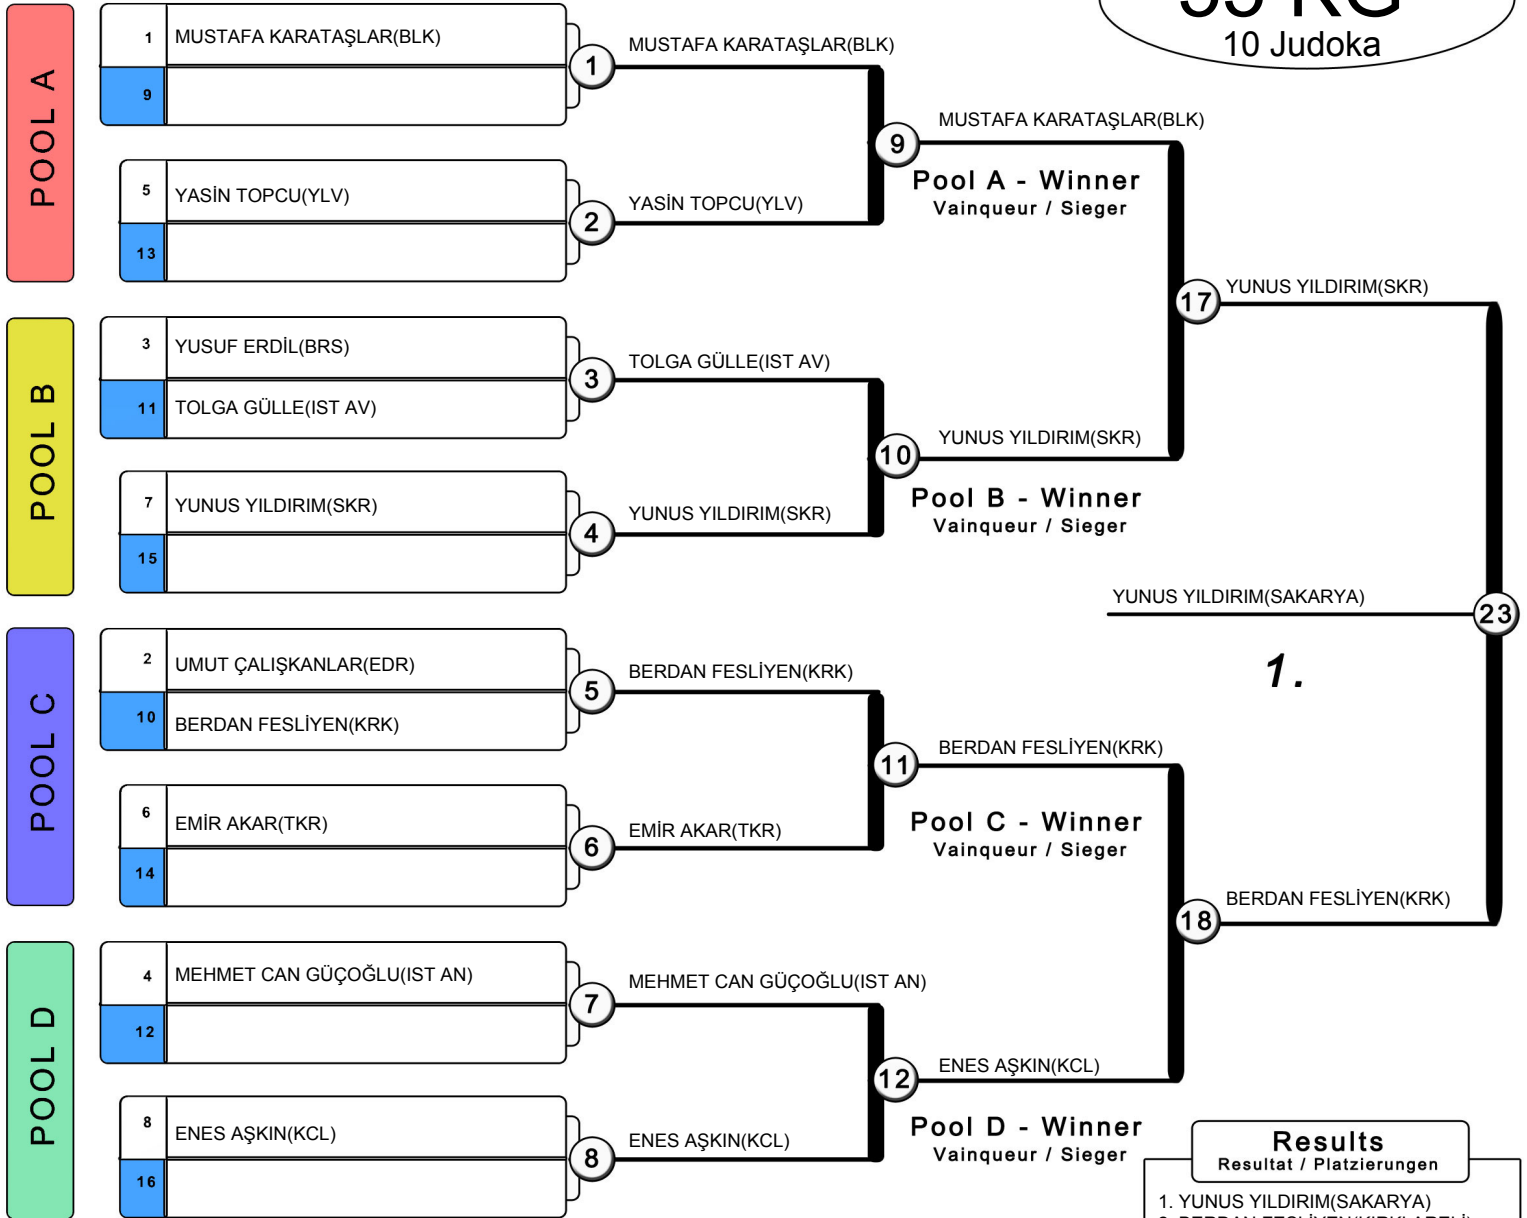 55 KG
10 Judoka
POOL A
1 MUSTAFA KARATAŞLAR(BLK)
9
1
MUSTAFA KARATAŞLAR(BLK)
5 YASİN TOPCU(YLV)
13
2
YASİN TOPCU(YLV)
9
MUSTAFA KARATAŞLAR(BLK)
Pool A - Winner
Vainqueur / Sieger
POOL B
3 YUSUF ERDİL(BRS)
11 TOLGA GÜLLE(IST AV)
3
TOLGA GÜLLE(IST AV)
7 YUNUS YILDIRIM(SKR)
15
4
YUNUS YILDIRIM(SKR)
10
YUNUS YILDIRIM(SKR)
Pool B - Winner
Vainqueur / Sieger
17
YUNUS YILDIRIM(SKR)
YUNUS YILDIRIM(SAKARYA)
23
1.
POOL C
2 UMUT ÇALIŞKANLAR(EDR)
10 BERDAN FESLİYEN(KRK)
5
BERDAN FESLİYEN(KRK)
6 EMİR AKAR(TKR)
14
6
EMİR AKAR(TKR)
11
BERDAN FESLİYEN(KRK)
Pool C - Winner
Vainqueur / Sieger
18
BERDAN FESLİYEN(KRK)
POOL D
4 MEHMET CAN GÜÇOĞLU(IST AN)
12
7
MEHMET CAN GÜÇOĞLU(IST AN)
8 ENES AŞKIN(KCL)
16
8
ENES AŞKIN(KCL)
12
ENES AŞKIN(KCL)
Pool D - Winner
Vainqueur / Sieger
Results
Resultat / Platzierungen
1. YUNUS YILDIRIM(SAKARYA)
2. BERDAN FESLİYEN(KIRKLARELİ)